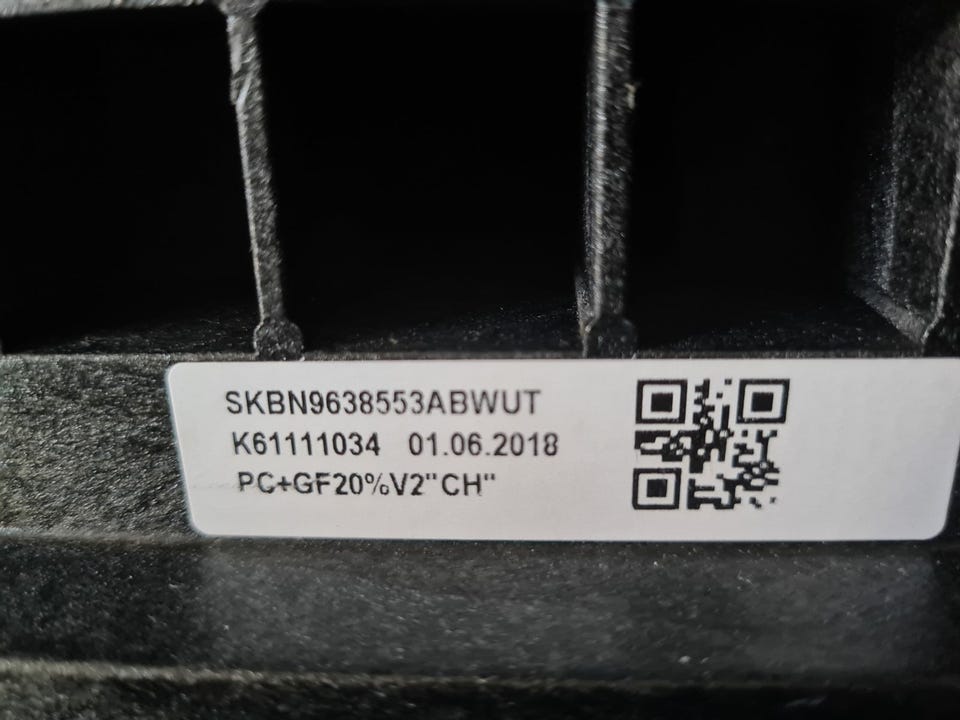 SKBN9638553ABWUT
K61111034 01.06.2018
PC+GF20%V2"CH"